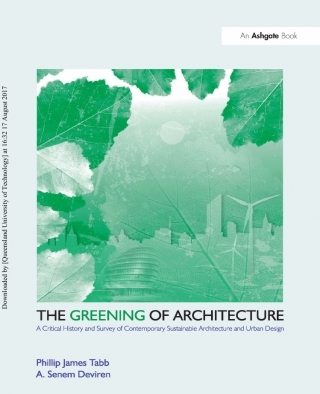 An Ashgate Book
Downloaded by [Queensland University of Technology] at 16:32 17 August 2017
THE GREENING OF ARCHITECTURE
A Critical History and Survey of Contemporary Sustainable Architecture and Urban Design
Phillip James Tabb
A. Senem Deviren